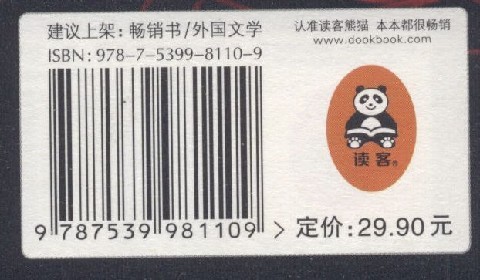 建议上架:畅销书/外国文学
ISBN:978-7-5399-8110-9
认准读客熊猫 本本都很畅销
www.dookbook.com
读客®
9 787539 981109 >
定价:29.90元